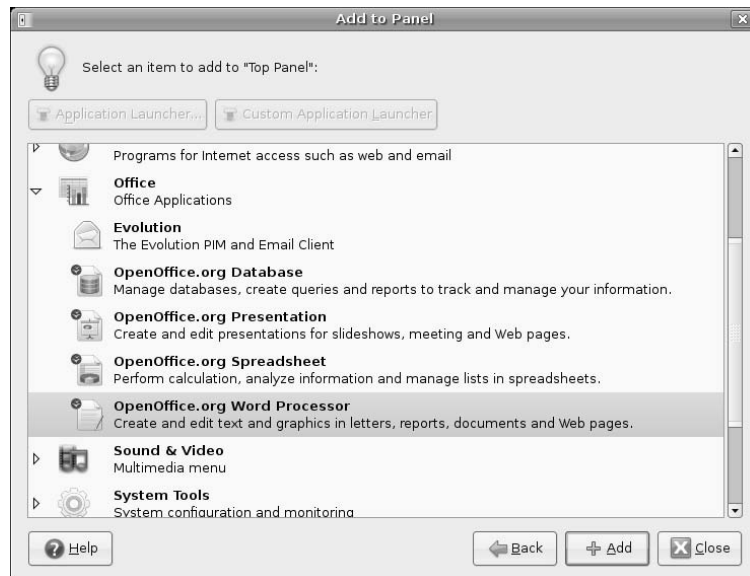 Add to Panel
Select an item to add to "Top Panel":
Application Launcher...
Custom Application Launcher
Programs for Internet access such as web and email
Office
Office Applications
Evolution
The Evolution PIM and Email Client
OpenOffice.org Database
Manage databases, create queries and reports to track and manage your information.
OpenOffice.org Presentation
Create and edit presentations for slideshows, meeting and Web pages.
OpenOffice.org Spreadsheet
Perform calculation, analyze information and manage lists in spreadsheets.
OpenOffice.org Word Processor
Create and edit text and graphics in letters, reports, documents and Web pages.
Sound & Video
Multimedia menu
System Tools
System configuration and monitoring
Help
Back
Add
Close